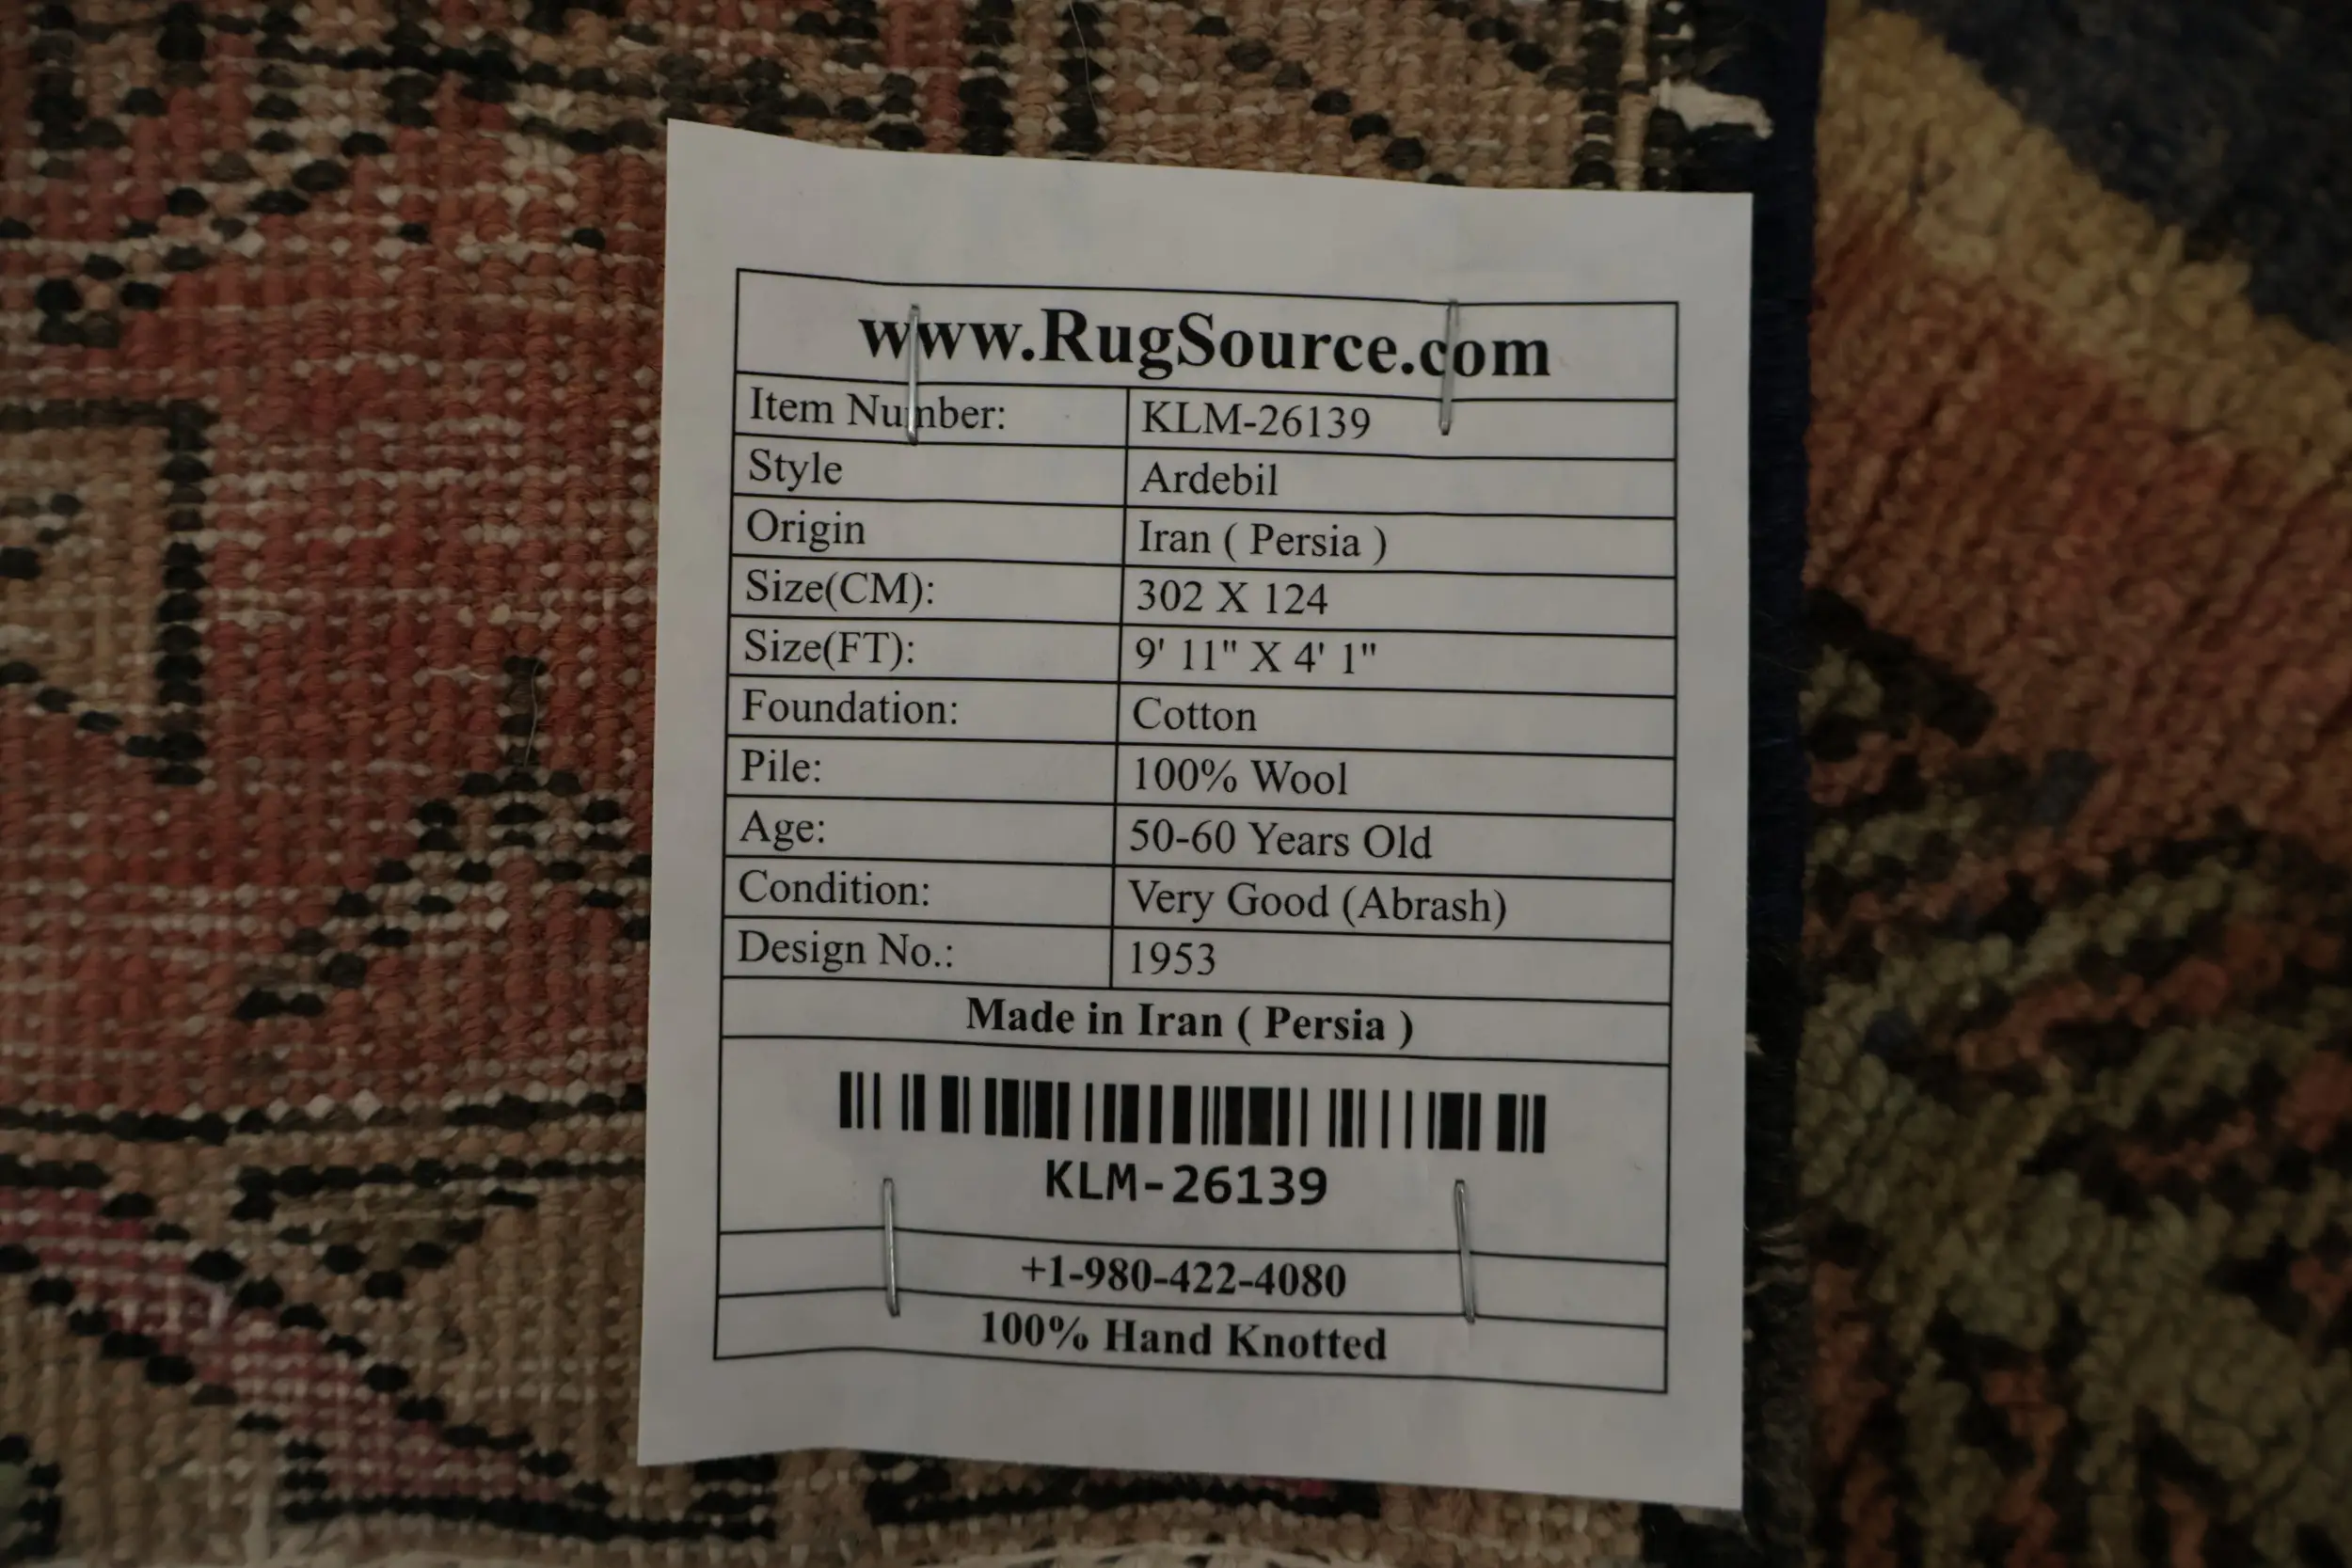 www.RugSource.com
Item Number: KLM-26139
Style Ardebil
Origin Iran ( Persia )
Size(CM): 302 X 124
Size(FT): 9' 11" X 4' 1"
Foundation: Cotton
Pile: 100% Wool
Age: 50-60 Years Old
Condition: Very Good (Abrash)
Design No.: 1953
Made in Iran ( Persia )
KLM-26139
+1-980-422-4080
100% Hand Knotted